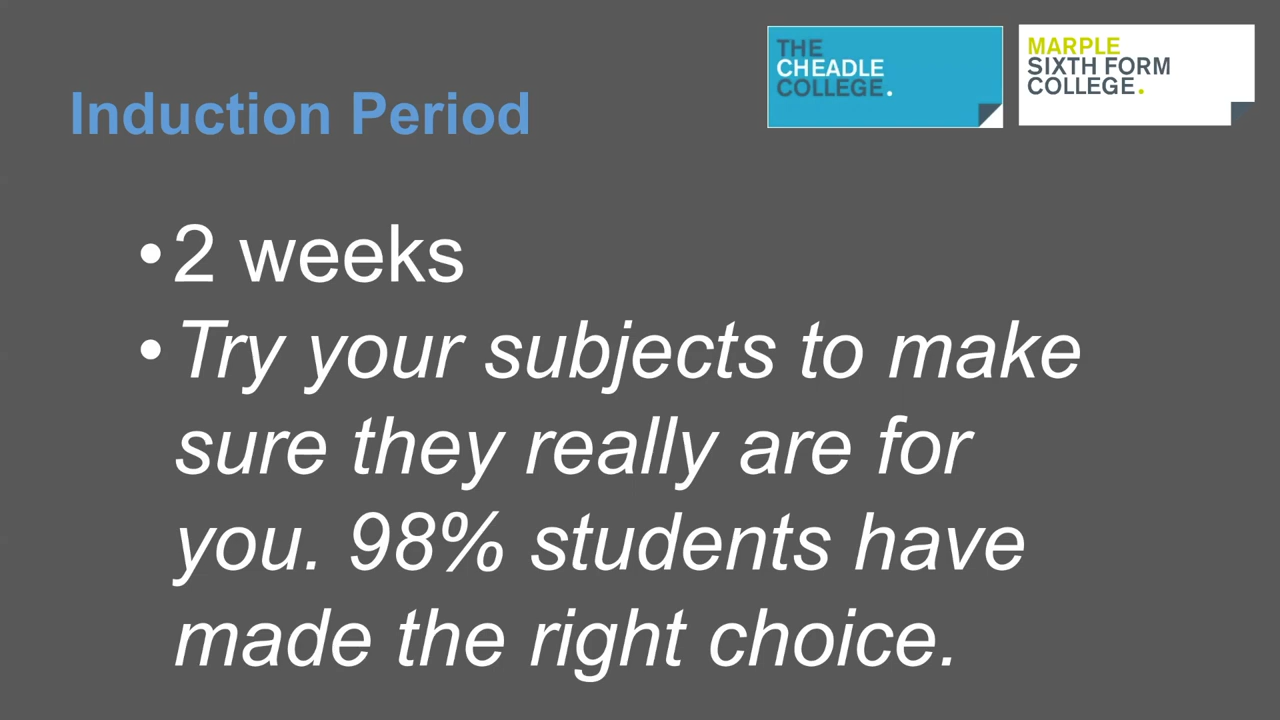 THE
CHEADLE
COLLEGE.
MARPLE
SIXTH FORM
COLLEGE.
Induction Period
•2 weeks
•Try your subjects to make
sure they really are for
you. 98% students have
made the right choice.